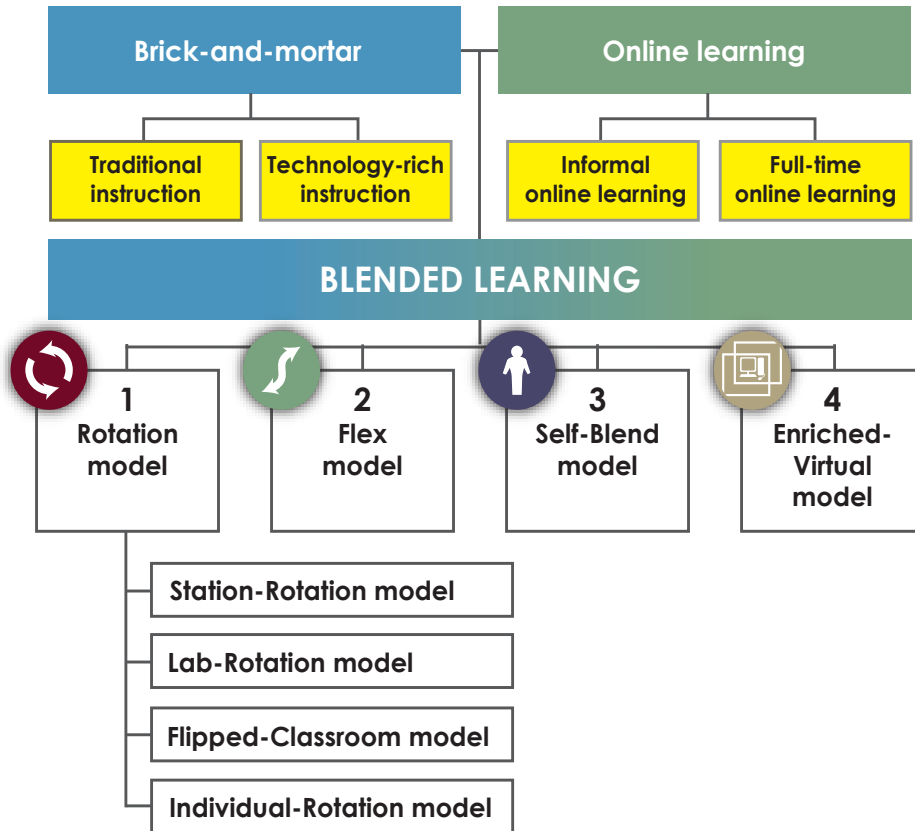 Brick-and-mortar
Online learning
Traditional
instruction
Technology-rich
instruction
Informal
online learning
Full-time
online learning
BLENDED LEARNING
1
Rotation
model
2
Flex
model
3
Self-Blend
model
4
Enriched-
Virtual
model
Station-Rotation model
Lab-Rotation model
Flipped-Classroom model
Individual-Rotation model